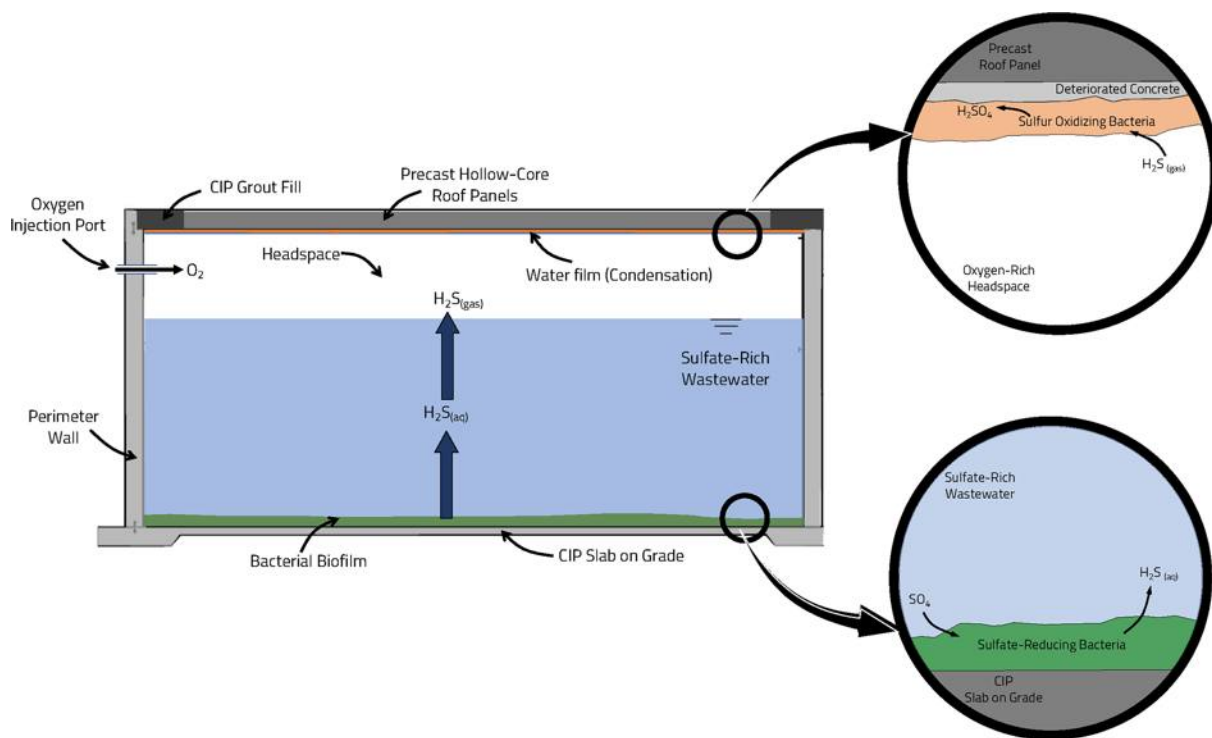 CIP Grout Fill
Precast Hollow-Core
Roof Panels
Oxygen
Injection Port
O₂
Headspace
Water film (Condensation)
H₂S(gas)
Sulfate-Rich
Wastewater
H₂S(aq)
Perimeter
Wall
Bacterial Biofilm
CIP Slab on Grade
Precast
Roof Panel
Deteriorated Concrete
H₂SO₄
Sulfur Oxidizing Bacteria
H₂S (gas)
Oxygen-Rich
Headspace
Sulfate-Rich
Wastewater
H₂S (aq)
SO₄
Sulfate-Reducing Bacteria
CIP
Slab on Grade